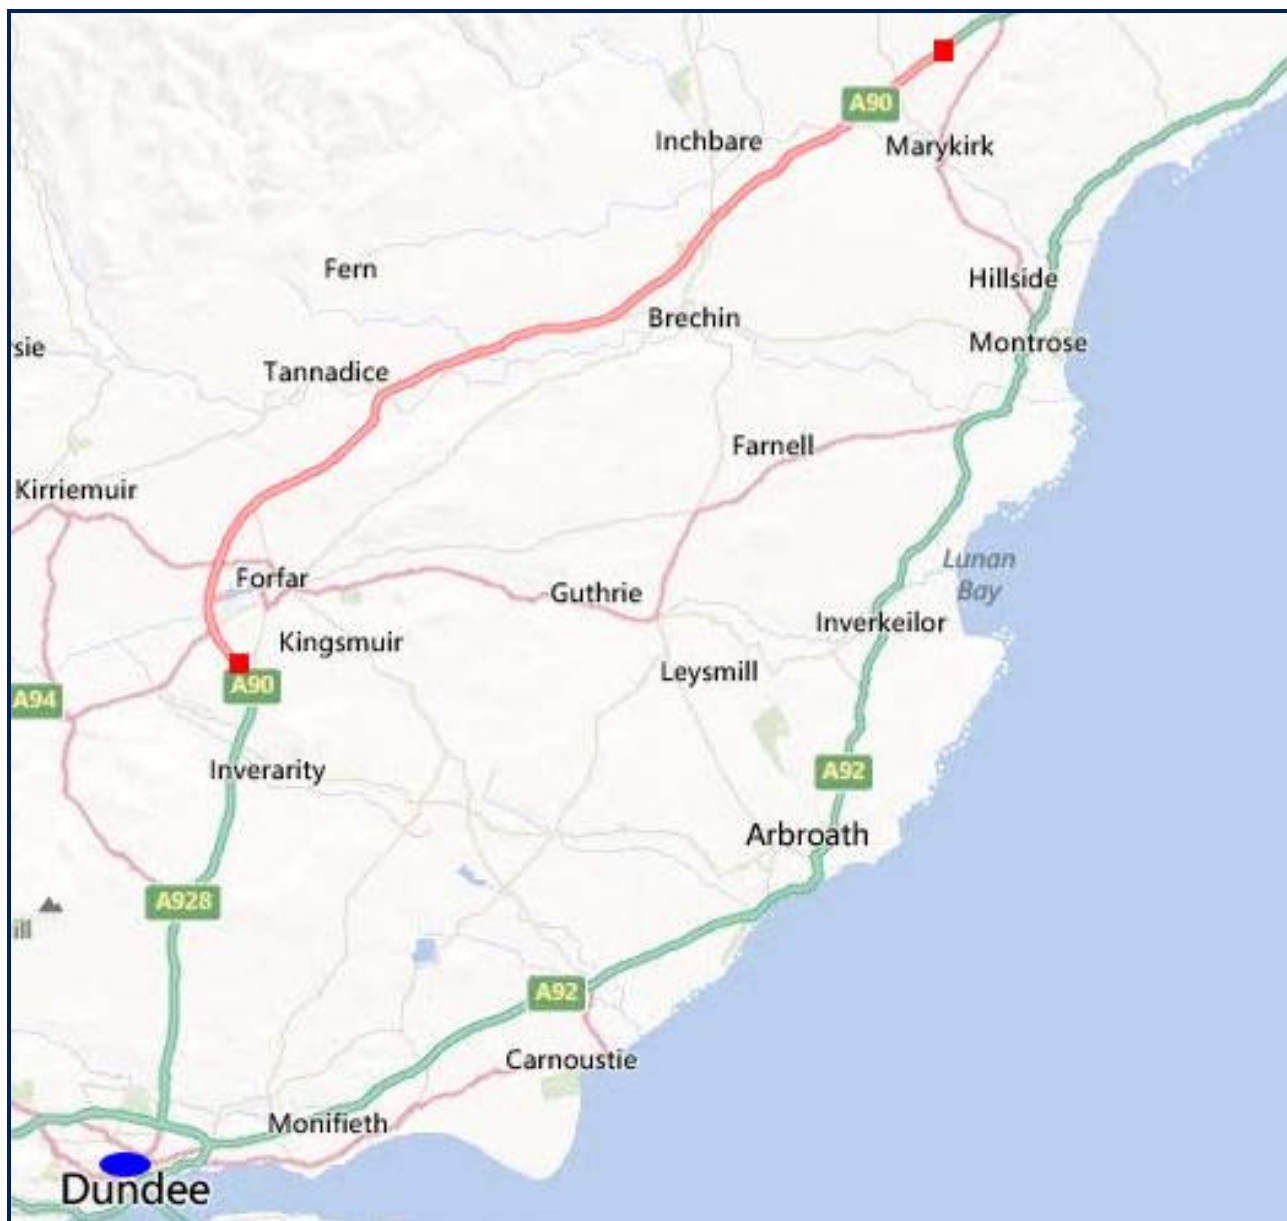 A90
Inchbare
Marykirk
Fern
Hillside
Brechin
sie
Montrose
Tannadice
Farnell
Kirriemuir
Lunan
Bay
Forfar
Guthrie
Inverkeilor
Kingsmuir
Leysmill
A90
A94
Inverarity
A92
Arbroath
A928
ill
A92
Carnoustie
Monifieth
Dundee